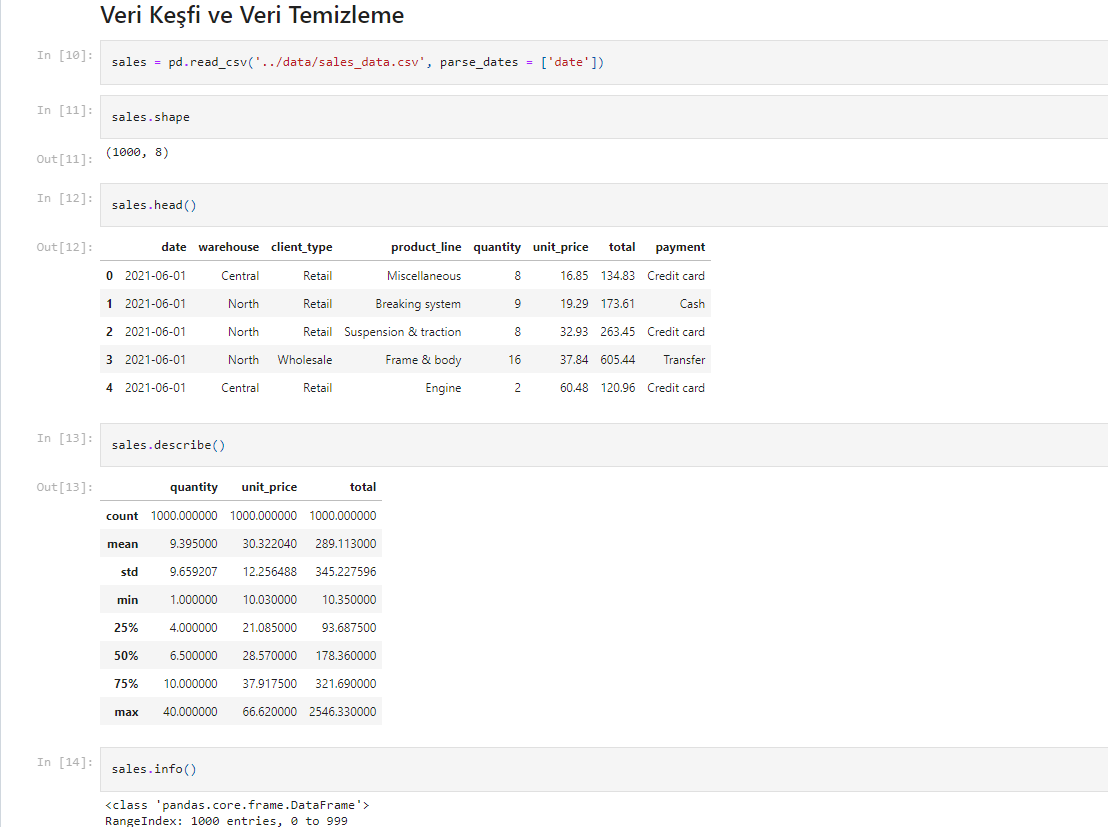 Veri Keşfi ve Veri Temizleme
In [10]: sales = pd.read_csv('../data/sales_data.csv', parse_dates = ['date'])
In [11]: sales.shape
Out[11]: (1000, 8)
In [12]: sales.head()
Out[12]: date warehouse client_type product_line quantity unit_price total payment
0 2021-06-01 Central Retail Miscellaneous 8 16.85 134.83 Credit card
1 2021-06-01 North Retail Breaking system 9 19.29 173.61 Cash
2 2021-06-01 North Retail Suspension & traction 8 32.93 263.45 Credit card
3 2021-06-01 North Wholesale Frame & body 16 37.84 605.44 Transfer
4 2021-06-01 Central Retail Engine 2 60.48 120.96 Credit card
In [13]: sales.describe()
Out[13]: quantity unit_price total
count 1000.000000 1000.000000 1000.000000
mean 9.395000 30.322040 289.113000
std 9.659207 12.256488 345.227596
min 1.000000 10.030000 10.350000
25% 4.000000 21.085000 93.687500
50% 6.500000 28.570000 178.360000
75% 10.000000 37.917500 321.690000
max 40.000000 66.620000 2546.330000
In [14]: sales.info()
<class 'pandas.core.frame.DataFrame'>
RangeIndex: 1000 entries, 0 to 999